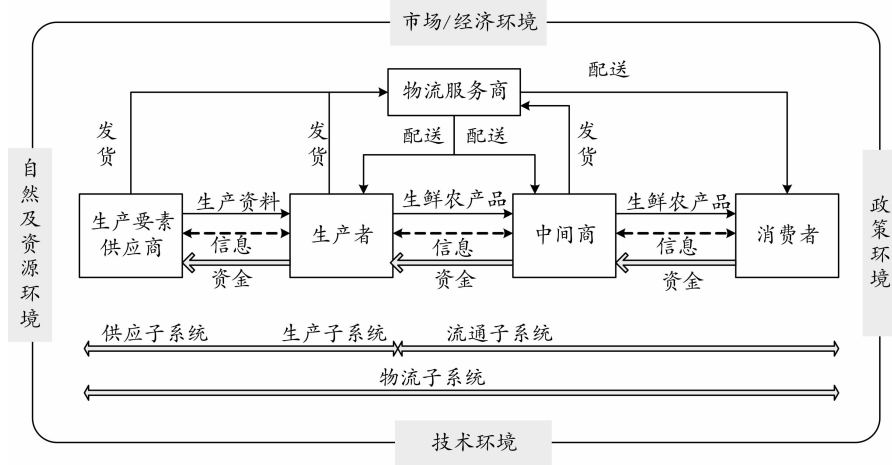 市场/经济环境
配送
物流服务商
发货
发货
配送
配送
发货
自然及资源环境
政策环境
生产要素
供应商
生产资料
信息
资金
生产者
生鲜农产品
信息
资金
中间商
生鲜农产品
信息
资金
消费者
供应子系统
生产子系统
流通子系统
物流子系统
技术环境